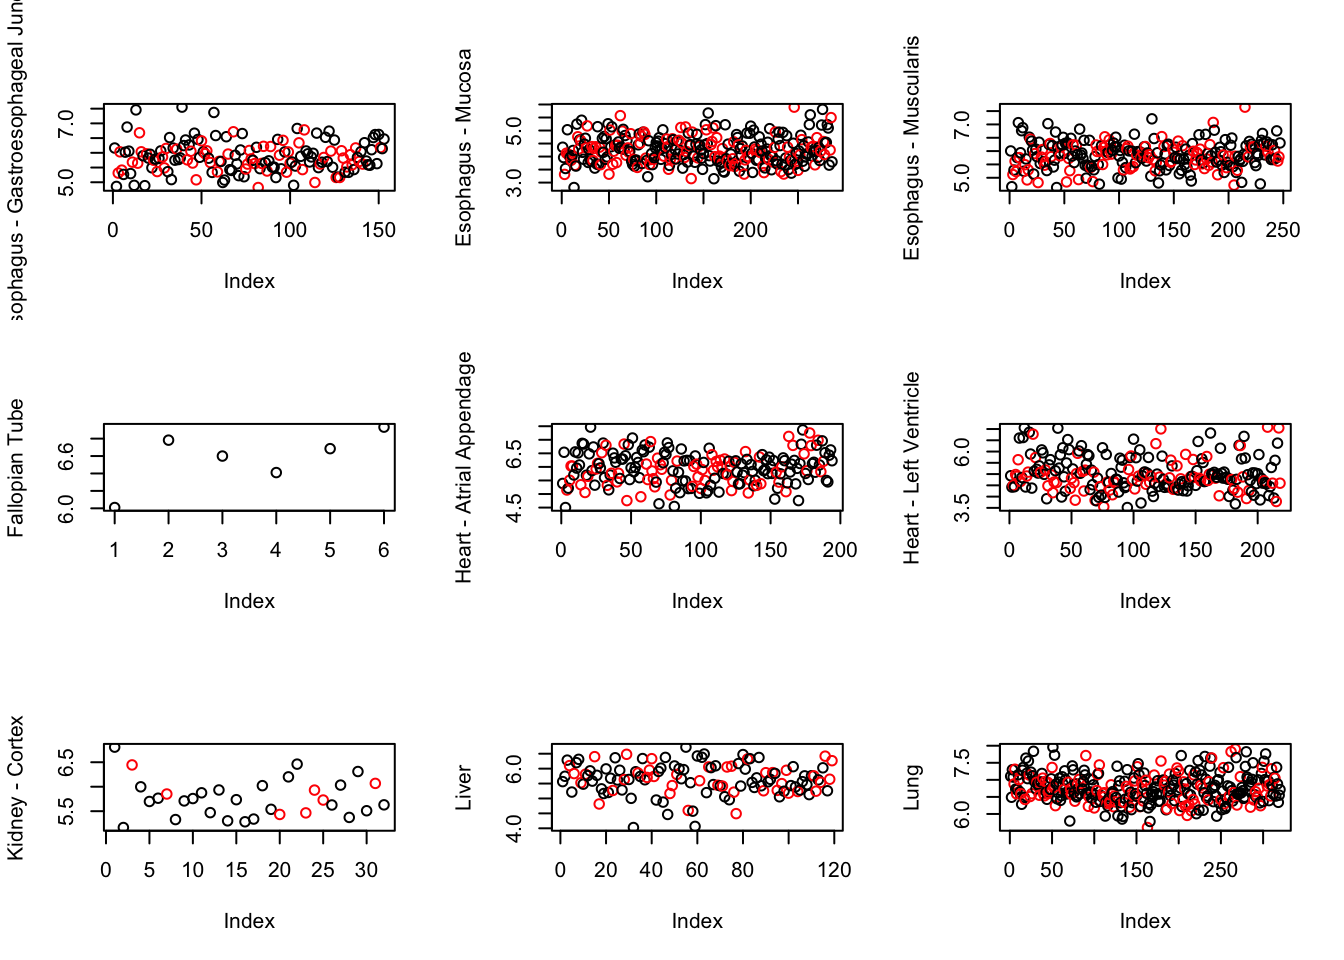 sophagus - Gastroesophageal Junc
5.0 7.0
0 50 100 150
Index
Esophagus - Mucosa
3.0 5.0
0 50 100 200
Index
Esophagus - Muscularis
5.0 7.0
0 50 100 150 200 250
Index
Fallopian Tube
6.0 6.6
1 2 3 4 5 6
Index
Heart - Atrial Appendage
4.5 6.5
0 50 100 150 200
Index
Heart - Left Ventricle
3.5 6.0
0 50 100 150 200
Index
Kidney - Cortex
5.5 6.5
0 5 10 15 20 25 30
Index
Liver
4.0 6.0
0 20 40 60 80 120
Index
Lung
6.0 7.5
0 50 150 250
Index